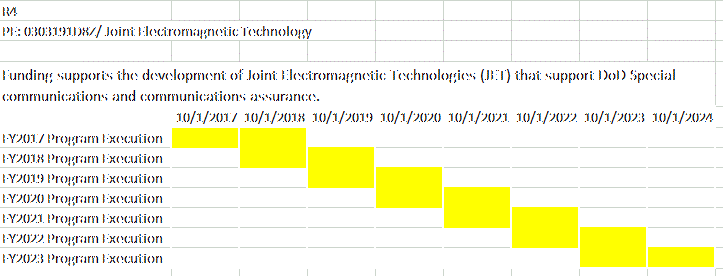 R4
PE: 0303191D8Z/ Joint Electromagnetic Technology
Funding supports the development of Joint Electromagnetic Technologies (JET) that support DoD Special
communications and communications assurance.
10/1/2017 10/1/2018 10/1/2019 10/1/2020 10/1/2021 10/1/2022 10/1/2023 10/1/2024
FY2017 Program Execution
FY2018 Program Execution
FY2019 Program Execution
FY2020 Program Execution
FY2021 Program Execution
FY2022 Program Execution
FY2023 Program Execution